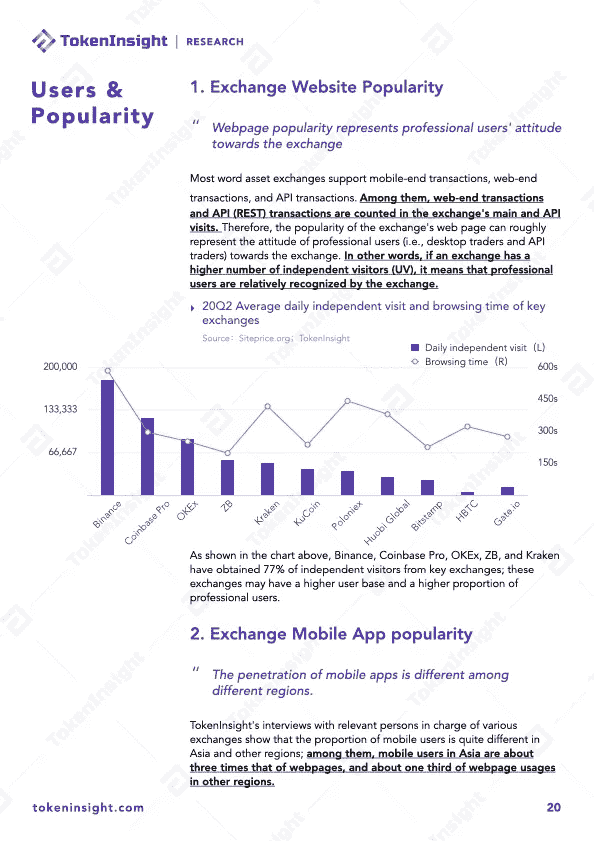 TokenInsight | RESEARCH
Users &
Popularity
1. Exchange Website Popularity
“ Webpage popularity represents professional users' attitude
towards the exchange
Most word asset exchanges support mobile-end transactions, web-end
transactions, and API transactions. Among them, web-end transactions
and API (REST) transactions are counted in the exchange's main and API
visits. Therefore, the popularity of the exchange's web page can roughly
represent the attitude of professional users (i.e., desktop traders and API
traders) towards the exchange. In other words, if an exchange has a
higher number of independent visitors (UV), it means that professional
users are relatively recognized by the exchange.
20Q2 Average daily independent visit and browsing time of key
exchanges
Source： Siteprice.org；TokenInsight
Daily independent visit （L）
Browsing time （R）
200,000
133,333
66,667
600s
450s
300s
150s
Binance
Coinbase Pro
OKEx
ZB
Kraken
KuCoin
Poloniex
Huobi Global
Bitstamp
HBTC
Gate.io
As shown in the chart above, Binance, Coinbase Pro, OKEx, ZB, and Kraken
have obtained 77% of independent visitors from key exchanges; these
exchanges may have a higher user base and a higher proportion of
professional users.
2. Exchange Mobile App popularity
“ The penetration of mobile apps is different among
different regions.
TokenInsight's interviews with relevant persons in charge of various
exchanges show that the proportion of mobile users is quite different in
Asia and other regions; among them, mobile users in Asia are about
three times that of webpages, and about one third of webpage usages
in other regions.
tokeninsight.com
20